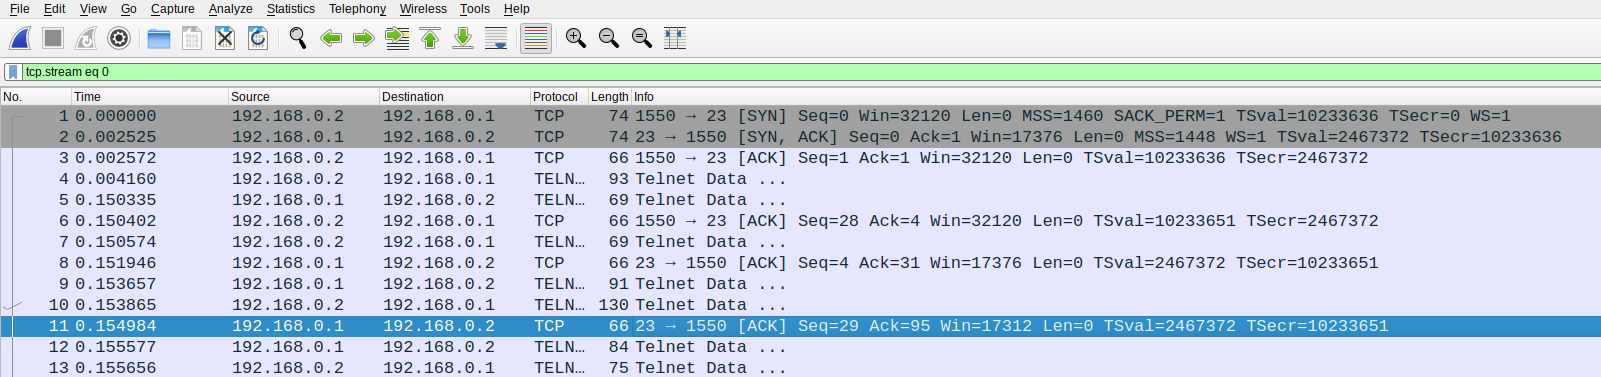 File Edit View Go Capture Analyze Statistics Telephony Wireless Tools Help
tcp.stream eq 0
No. Time Source Destination Protocol Length Info
1 0.000000 192.168.0.2 192.168.0.1 TCP 74 1550 → 23 [SYN] Seq=0 Win=32120 Len=0 MSS=1460 SACK_PERM=1 TSval=10233636 TSecr=0 WS=1
2 0.002525 192.168.0.1 192.168.0.2 TCP 74 23 → 1550 [SYN, ACK] Seq=0 Ack=1 Win=17376 Len=0 MSS=1448 WS=1 TSval=2467372 TSecr=10233636
3 0.002572 192.168.0.2 192.168.0.1 TCP 66 1550 → 23 [ACK] Seq=1 Ack=1 Win=32120 Len=0 TSval=10233636 TSecr=2467372
4 0.004160 192.168.0.2 192.168.0.1 TELN… 93 Telnet Data ...
5 0.150335 192.168.0.1 192.168.0.2 TELN… 69 Telnet Data ...
6 0.150402 192.168.0.2 192.168.0.1 TCP 66 1550 → 23 [ACK] Seq=28 Ack=4 Win=32120 Len=0 TSval=10233651 TSecr=2467372
7 0.150574 192.168.0.2 192.168.0.1 TELN… 69 Telnet Data ...
8 0.151946 192.168.0.1 192.168.0.2 TCP 66 23 → 1550 [ACK] Seq=4 Ack=31 Win=17376 Len=0 TSval=2467372 TSecr=10233651
9 0.153657 192.168.0.1 192.168.0.2 TELN… 91 Telnet Data ...
10 0.153865 192.168.0.2 192.168.0.1 TELN… 130 Telnet Data ...
11 0.154984 192.168.0.1 192.168.0.2 TCP 66 23 → 1550 [ACK] Seq=29 Ack=95 Win=17312 Len=0 TSval=2467372 TSecr=10233651
12 0.155577 192.168.0.1 192.168.0.2 TELN… 84 Telnet Data ...
13 0.155656 192.168.0.2 192.168.0.1 TELN… 75 Telnet Data ...